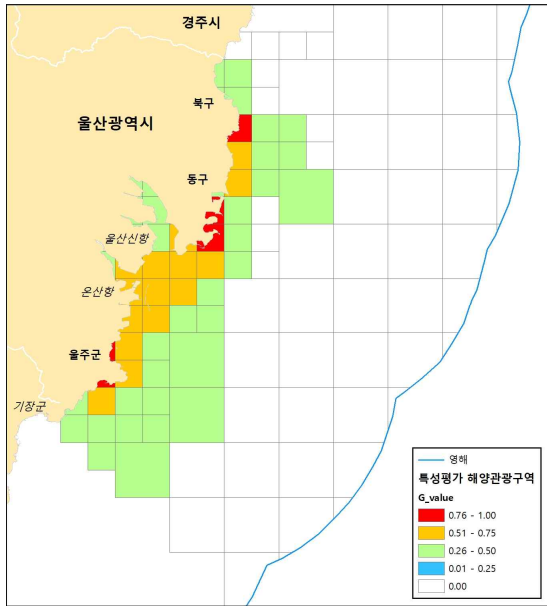 경주시
북구
울산광역시
동구
울산신항
온산항
울주군
기장군
영해
특성평가 해양관광구역
G_value
0.76 - 1.00
0.51 - 0.75
0.26 - 0.50
0.01 - 0.25
0.00